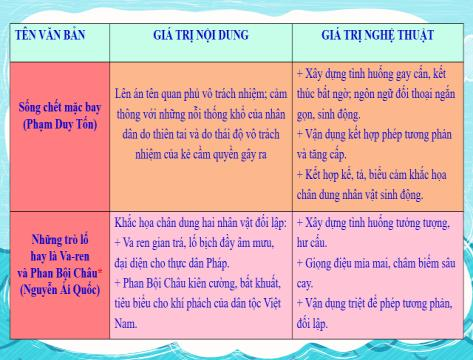 TÊN VĂN BẢN
GIÁ TRỊ NỘI DUNG
GIÁ TRỊ NGHỆ THUẬT
Sống chết mặc bay
(Phạm Duy Tốn)
Lên án tên quan phủ vô trách nhiệm; cảm
thông với những nỗi thống khổ của nhân
dân do thiên tai và do thái độ vô trách
nhiệm của kẻ cầm quyền gây ra
+ Xây dựng tình huống gay cấn, kết
thúc bất ngờ; ngôn ngữ đối thoại ngắn
gọn, sinh động.
+ Vận dụng kết hợp phép tương phản
và tăng cấp.
+ Kết hợp kể, tả, biểu cảm khắc họa
chân dung nhân vật sinh động.
Những trò lố
hay là Va-ren
và Phan Bội Châu*
(Nguyễn Ái Quốc)
Khắc họa chân dung hai nhân vật đối lập:
+ Va ren gian trá, lố bịch đầy âm mưu,
đại diện cho thực dân Pháp.
+ Phan Bội Châu kiên cường, bất khuất,
tiêu biểu cho khí phách của dân tộc Việt
Nam.
+ Xây dựng tình huống tưởng tượng,
hư cấu.
+ Giọng điệu mỉa mai, châm biếm sâu
cay.
+ Vận dụng triệt để phép tương phản,
đối lập.